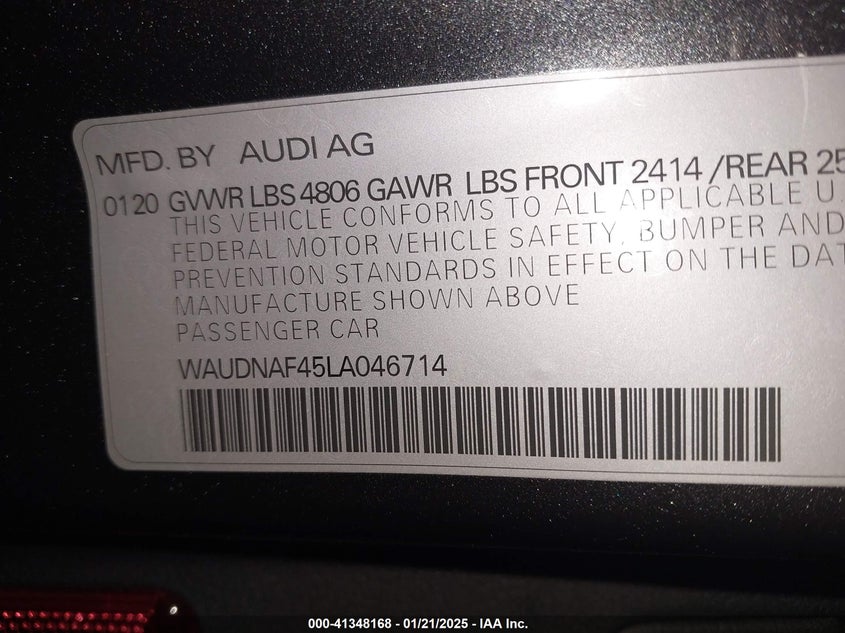 MFD. BY AUDI AG
0120 GVWR LBS 4806 GAWR LBS FRONT 2414 /REAR 25
THIS VEHICLE CONFORMS TO ALL APPLICABLE U
FEDERAL MOTOR VEHICLE SAFETY, BUMPER AND
PREVENTION STANDARDS IN EFFECT ON THE DAT
MANUFACTURE SHOWN ABOVE
PASSENGER CAR
WAUDNAF45LA046714
000-41348168 - 01/21/2025 - IAA Inc.